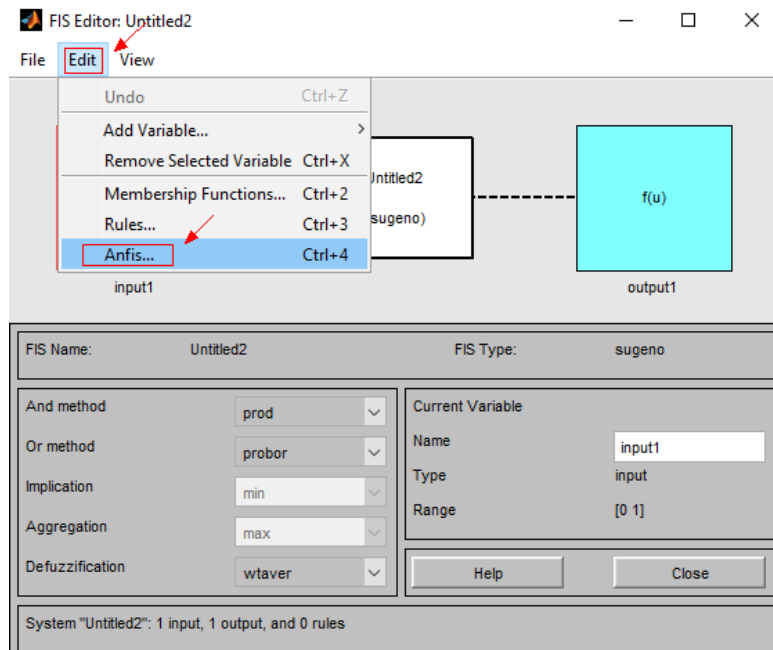 FIS Editor: Untitled2
File Edit View
Undo Ctrl+Z
Add Variable...
Remove Selected Variable Ctrl+X
Membership Functions... Ctrl+2
Rules... Ctrl+3
Anfis... Ctrl+4
Untitled2
sugeno)
f(u)
input1
output1
FIS Name: Untitled2 FIS Type: sugeno
And method prod
Or method probor
Implication min
Aggregation max
Defuzzification wtaver
Current Variable
Name input1
Type input
Range [0 1]
Help Close
System "Untitled2": 1 input, 1 output, and 0 rules